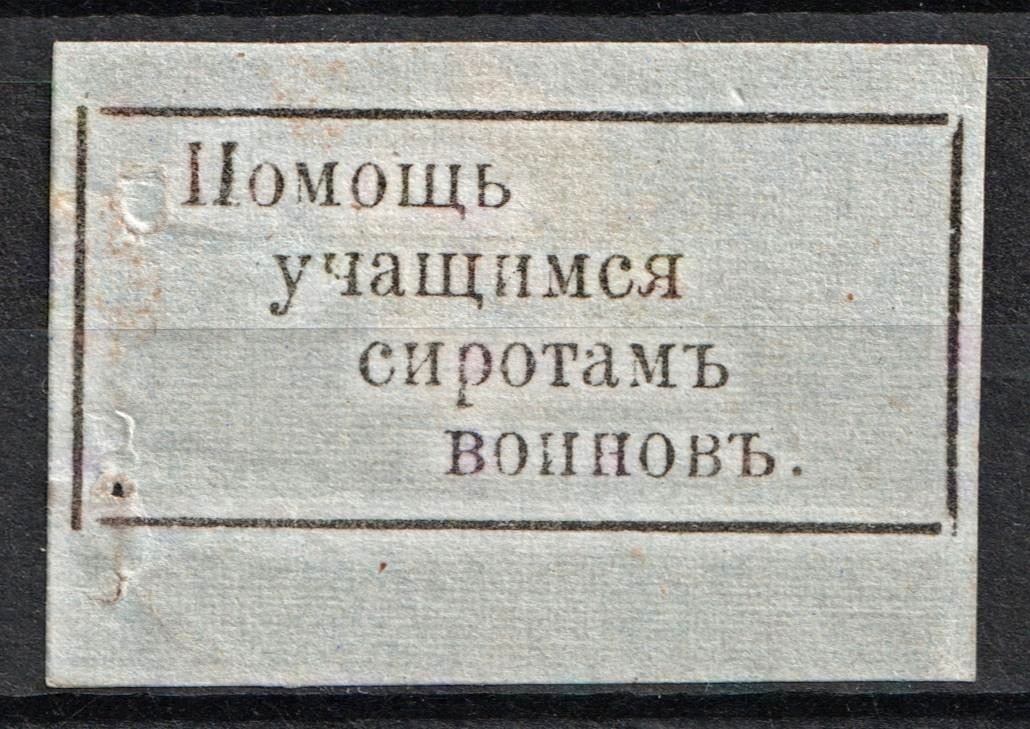 Помощь
учащимся
сиротамъ
воиновъ.